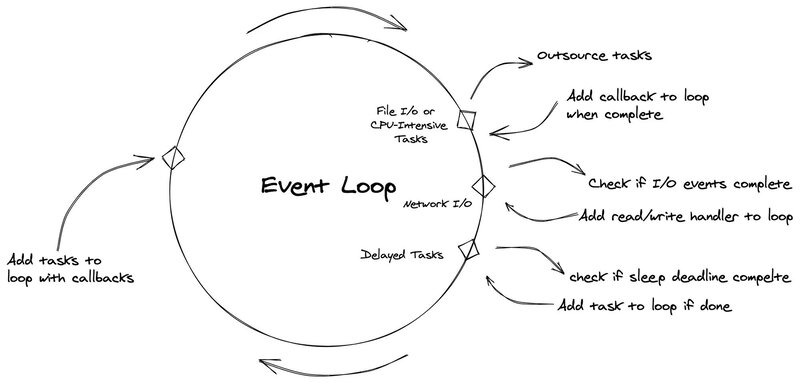 Outsource tasks
File I/o or
CPU-Intensive
Tasks
Add callback to loop
when complete
Event Loop
Check if I/O events complete
Network I/O
Add read/write handler to loop
Add tasks to
loop with callbacks
Delayed Tasks
check if sleep deadline compelte
Add task to loop if done